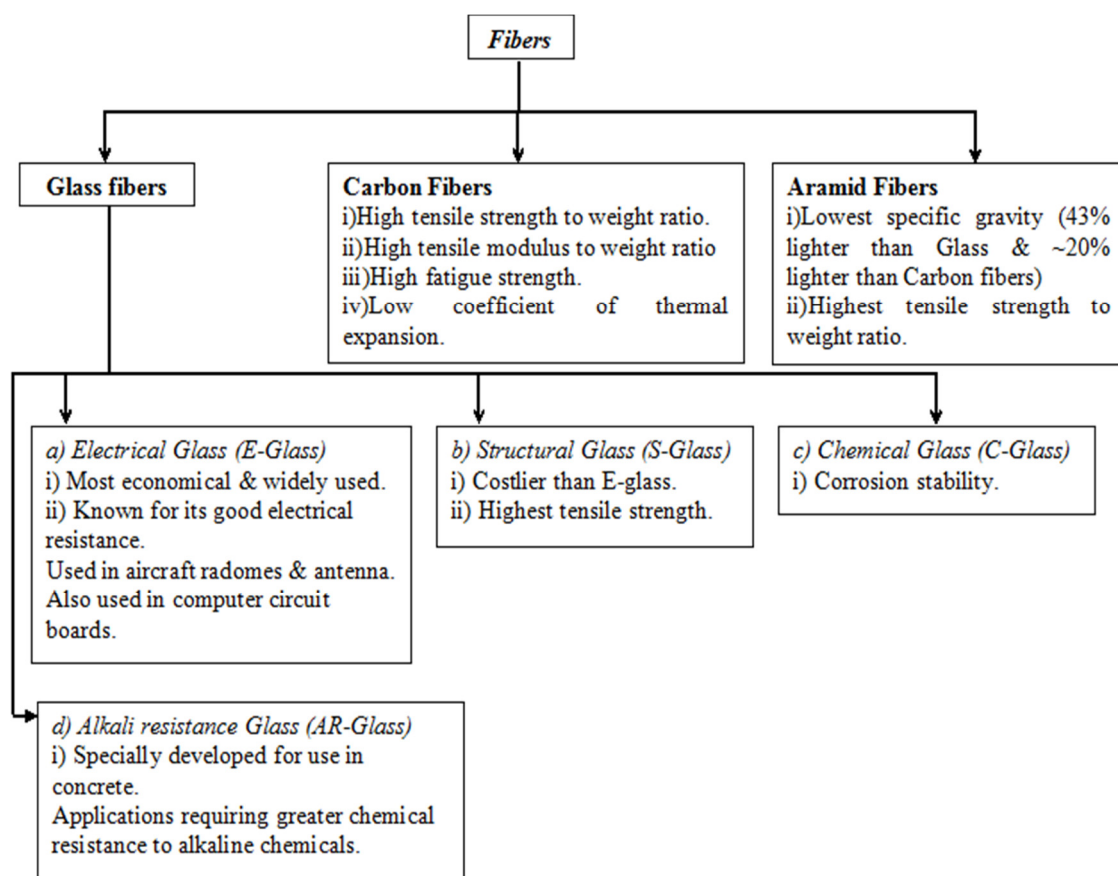 Fibers
Glass fibers
Carbon Fibers
i)High tensile strength to weight ratio.
ii)High tensile modulus to weight ratio
iii)High fatigue strength.
iv)Low coefficient of thermal
expansion.
Aramid Fibers
i)Lowest specific gravity (43%
lighter than Glass & ~20%
lighter than Carbon fibers)
ii)Highest tensile strength to
weight ratio.
a) Electrical Glass (E-Glass)
i) Most economical & widely used.
ii) Known for its good electrical
resistance.
Used in aircraft radomes & antenna.
Also used in computer circuit
boards.
b) Structural Glass (S-Glass)
i) Costlier than E-glass.
ii) Highest tensile strength.
c) Chemical Glass (C-Glass)
i) Corrosion stability.
d) Alkali resistance Glass (AR-Glass)
i) Specially developed for use in
concrete.
Applications requiring greater chemical
resistance to alkaline chemicals.